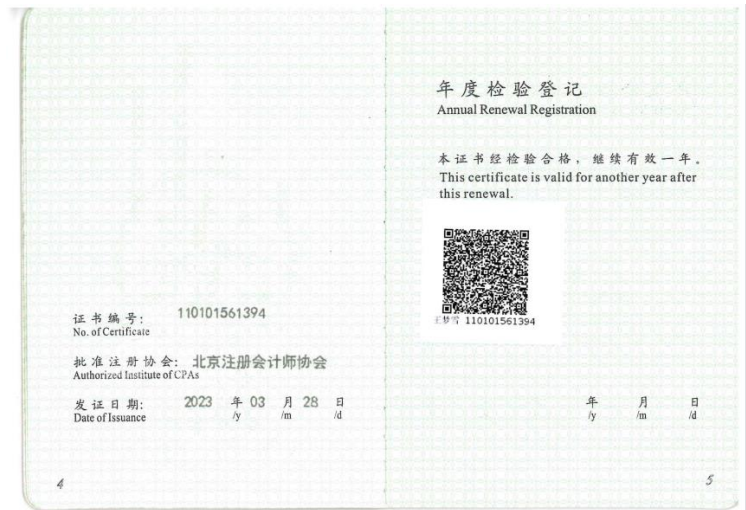 证书编号: 110101561394
No. of Certificate
批准注册协会: 北京注册会计师协会
Authorized Institute of CPAs
发证日期: 2023 年 03 月 28 日
Date of Issuance /y /m /d
4
年度检验登记
Annual Renewal Registration
本证书经检验合格，继续有效一年。
This certificate is valid for another year after
this renewal.
王梦雪 110101561394
年 月 日
/y /m /d
5